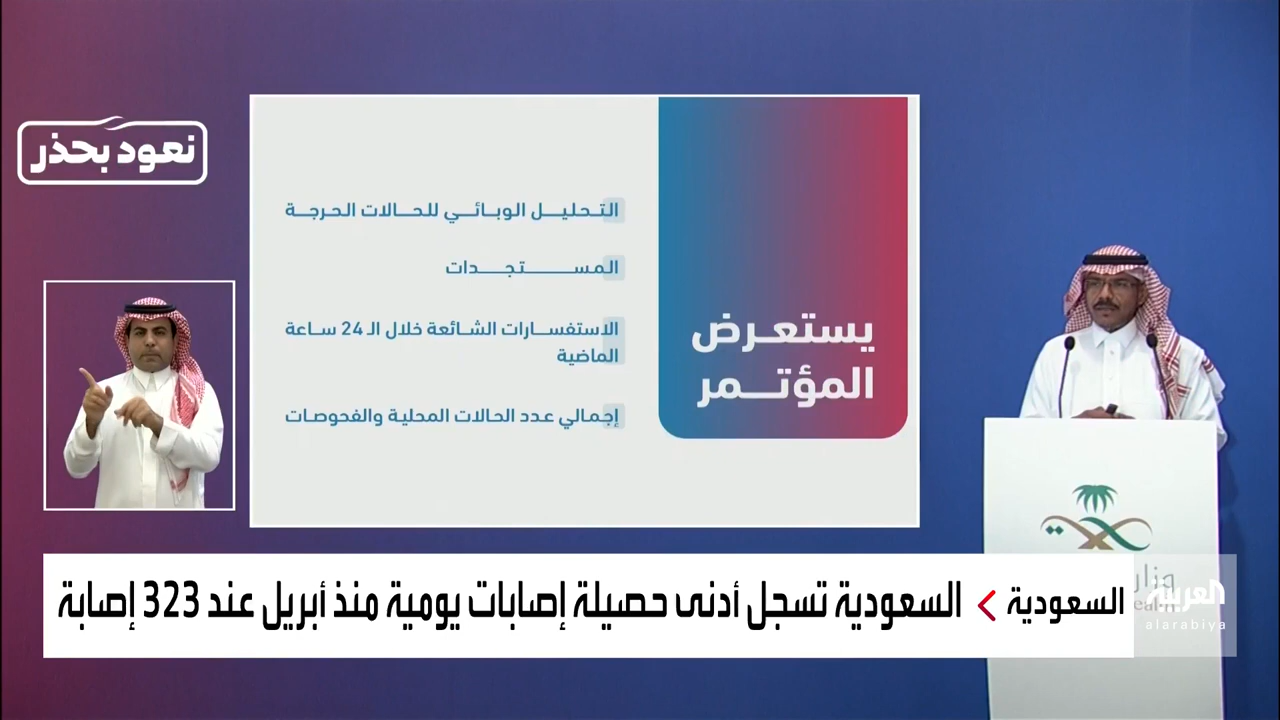 نعود بحذر
يستعرض
المؤتمر
التحليل الوبائي للحالات الحرجة
المستجدات
الاستفسارات الشائعة خلال الـ 24 ساعة
الماضية
إجمالي عدد الحالات المحلية والفحوصات
السعودية
السعودية تسجل أدنى حصيلة إصابات يومية منذ أبريل عند 323 إصابة
العربية
alarabiya